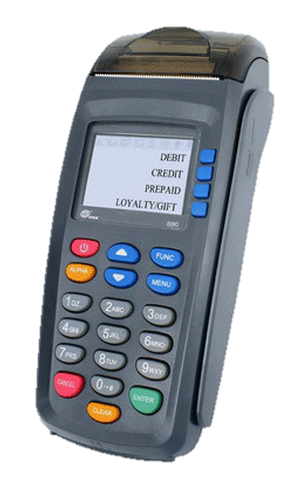 DEBIT
CREDIT
PREPAID
LOYALTY/GIFT
S90
FUNC
ALPHA
MENU
1QZ.
2ABC
3DEF
4GHI
5JKL
6MNO
7PRS
8TUV
9WXY
CANCEL
0
ENTER
CLEAR